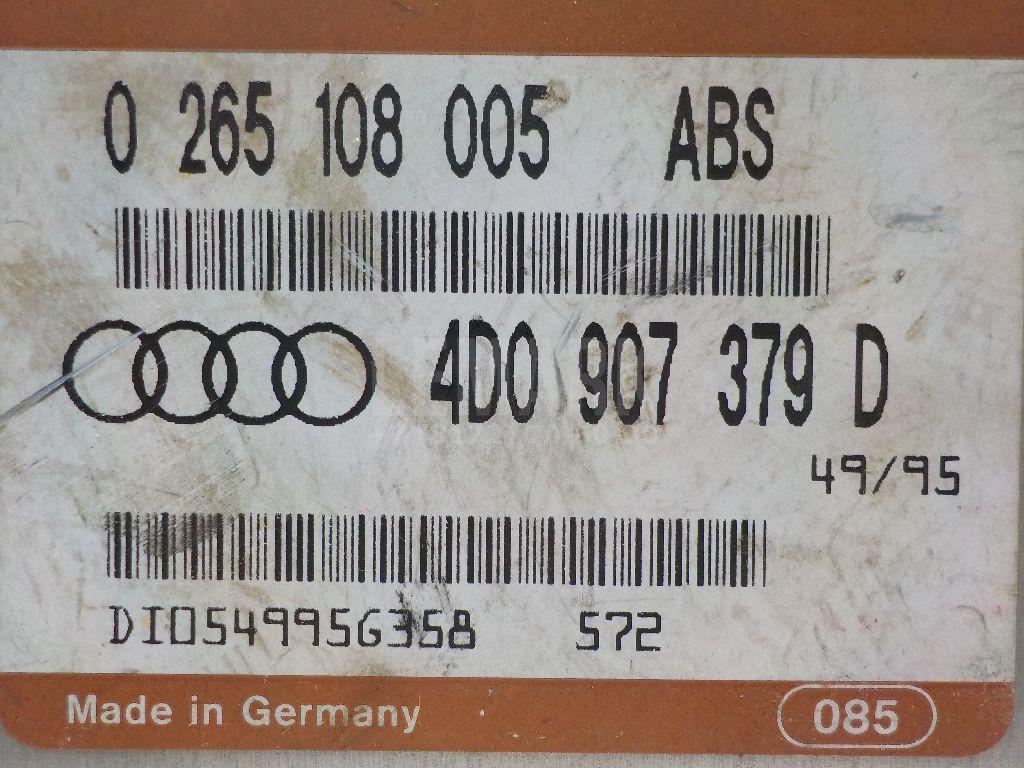 0 265 108 005 ABS
4D0 907 379 D
49/95
DI0549956358 572
Made in Germany 085